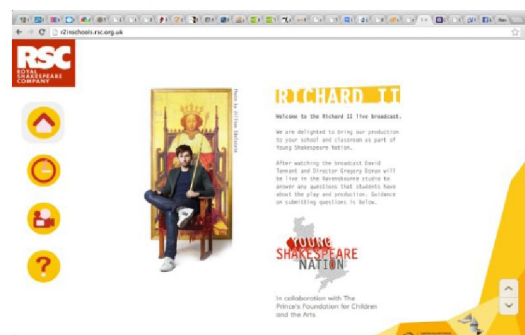 r2inschools.rsc.org.uk
RSC
ROYAL
SHAKESPEARE
COMPANY
RICHARD II
Welcome to the Richard II live broadcast.
We are delighted to bring our production
to your school and classroom as part of
Young Shakespeare Nation.
After watching the broadcast David
Tennant and Director Gregory Doran will
be live in the Ravensbourne studio to
answer any questions that students have
about the play and production. Guidance
on submitting questions is below.
YOUNG
SHAKESPEARE
NATION
In collaboration with The
Prince's Foundation for Children
and the Arts
?